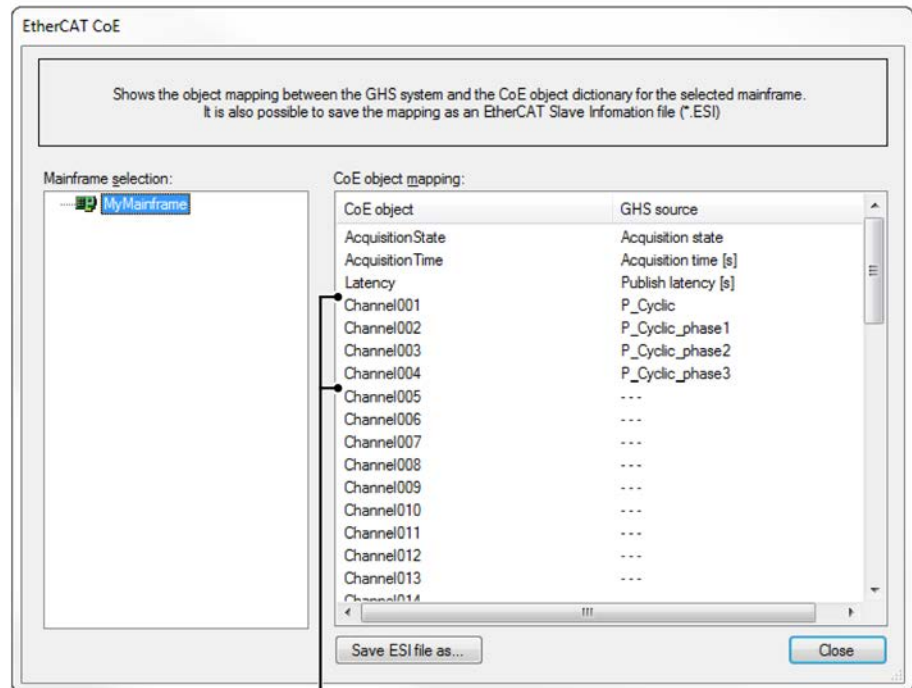 EtherCAT CoE
Shows the object mapping between the GHS system and the CoE object dictionary for the selected mainframe.
It is also possible to save the mapping as an EtherCAT Slave Infomation file (*.ESI)
Mainframe selection:
MyMainframe
CoE object mapping:
CoE object GHS source
AcquisitionState Acquisition state
AcquisitionTime Acquisition time [s]
Latency Publish latency [s]
Channel001 P_Cyclic
Channel002 P_Cyclic_phase1
Channel003 P_Cyclic_phase2
Channel004 P_Cyclic_phase3
Channel005 ---
Channel006 ---
Channel007 ---
Channel008 ---
Channel009 ---
Channel010 ---
Channel011 ---
Channel012 ---
Channel013 ---
Channel014
Save ESI file as...
Close